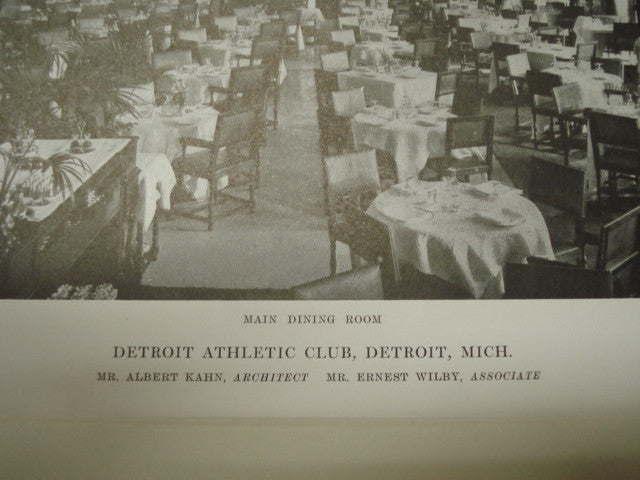 MAIN DINING ROOM
DETROIT ATHLETIC CLUB, DETROIT, MICH.
MR. ALBERT KAHN, ARCHITECT MR. ERNEST WILBY, ASSOCIATE